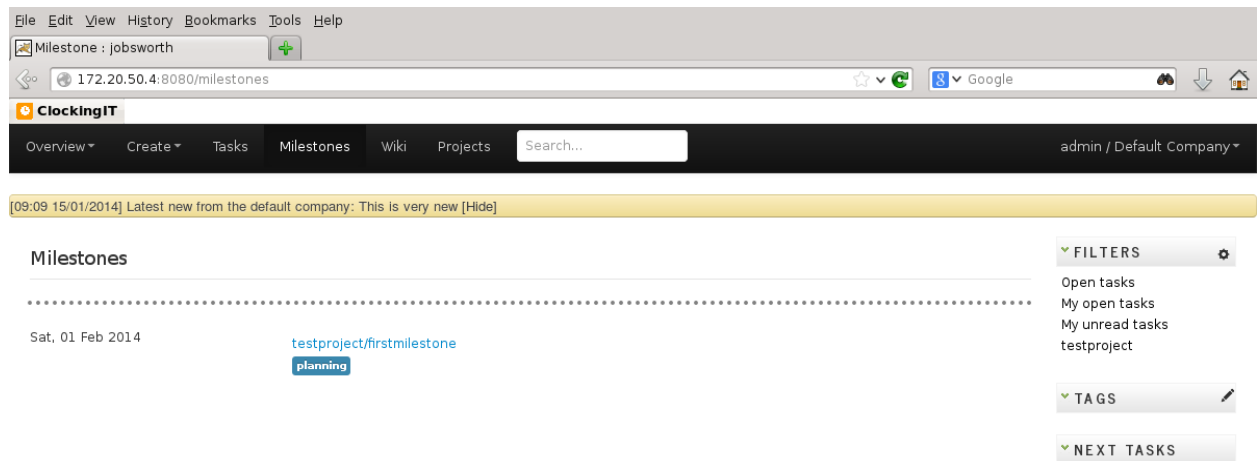 File Edit View History Bookmarks Tools Help
Milestone : jobsworth
172.20.50.4:8080/milestones
Google
ClockingIT
Overview Create Tasks Milestones Wiki Projects Search... admin / Default Company
[09:09 15/01/2014] Latest new from the default company: This is very new [Hide]
Milestones
Sat, 01 Feb 2014
testproject/firstmilestone
planning
FILTERS
Open tasks
My open tasks
My unread tasks
testproject
TAGS
NEXT TASKS